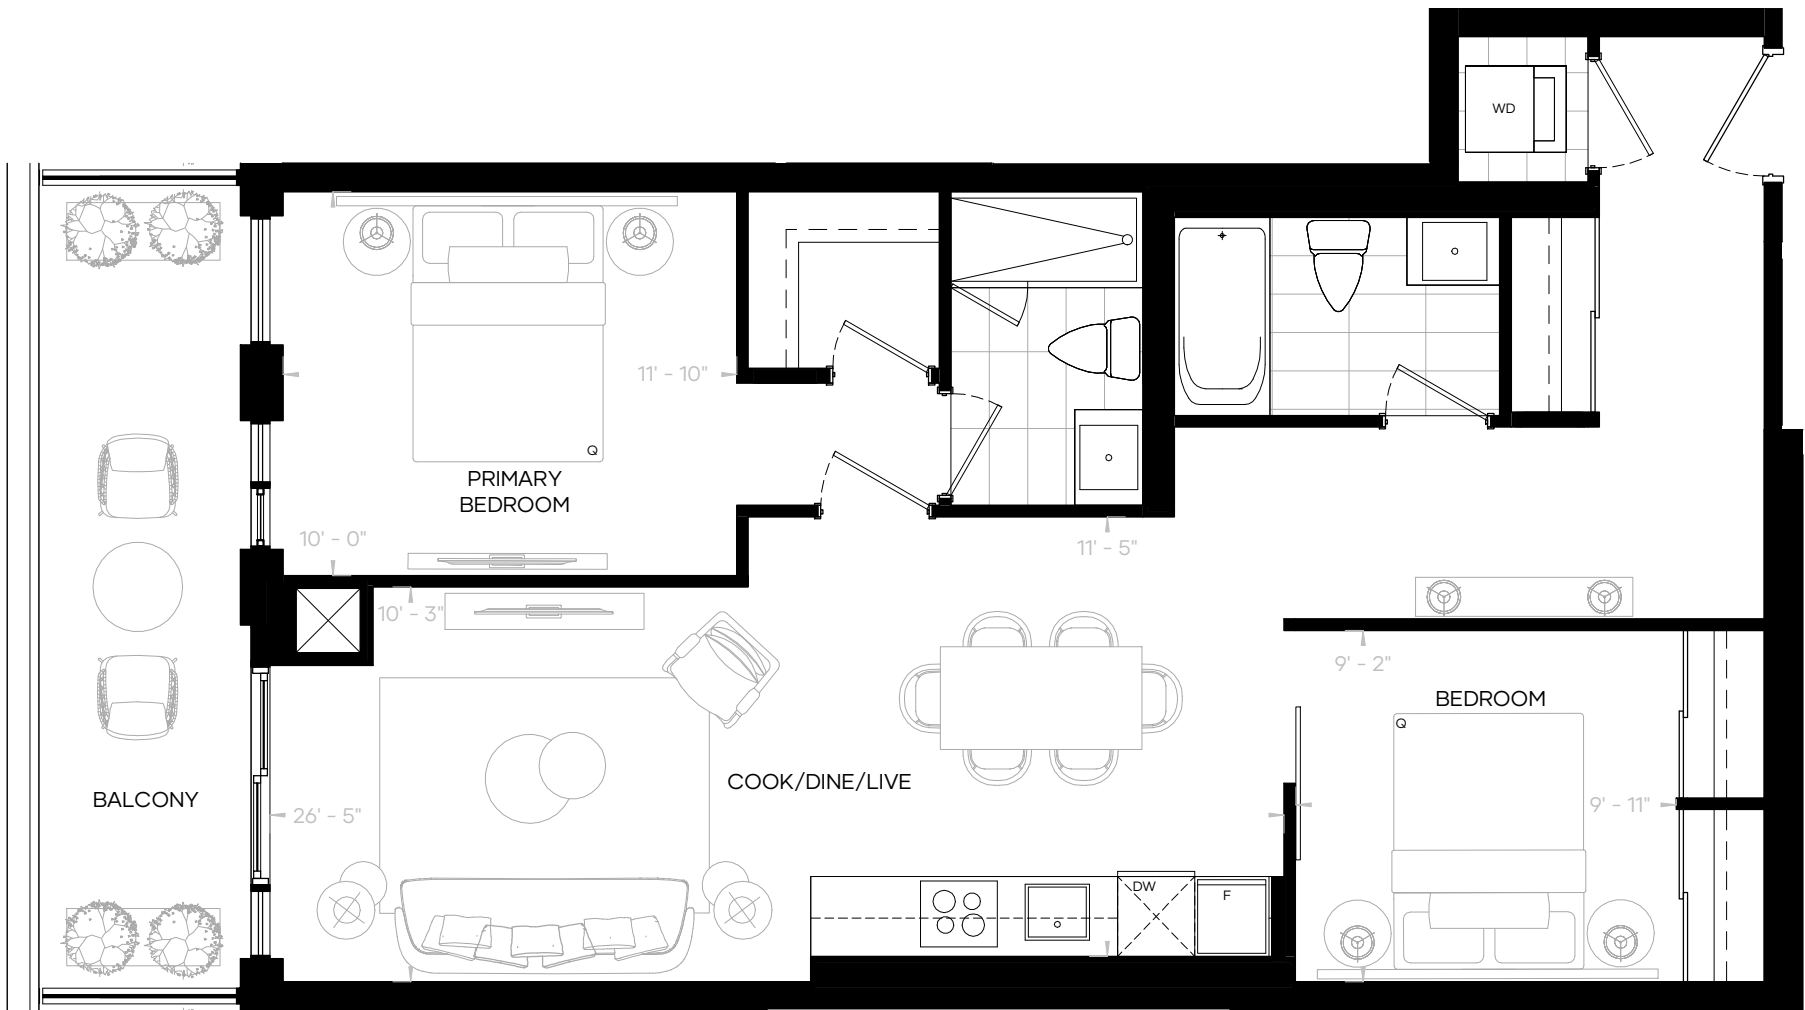 WD
11' - 10"
Q
PRIMARY
BEDROOM
10' - 0"
11' - 5"
10' - 3"
9' - 2"
BEDROOM
Q
COOK/DINE/LIVE
BALCONY
26' - 5"
9' - 11"
DW
F